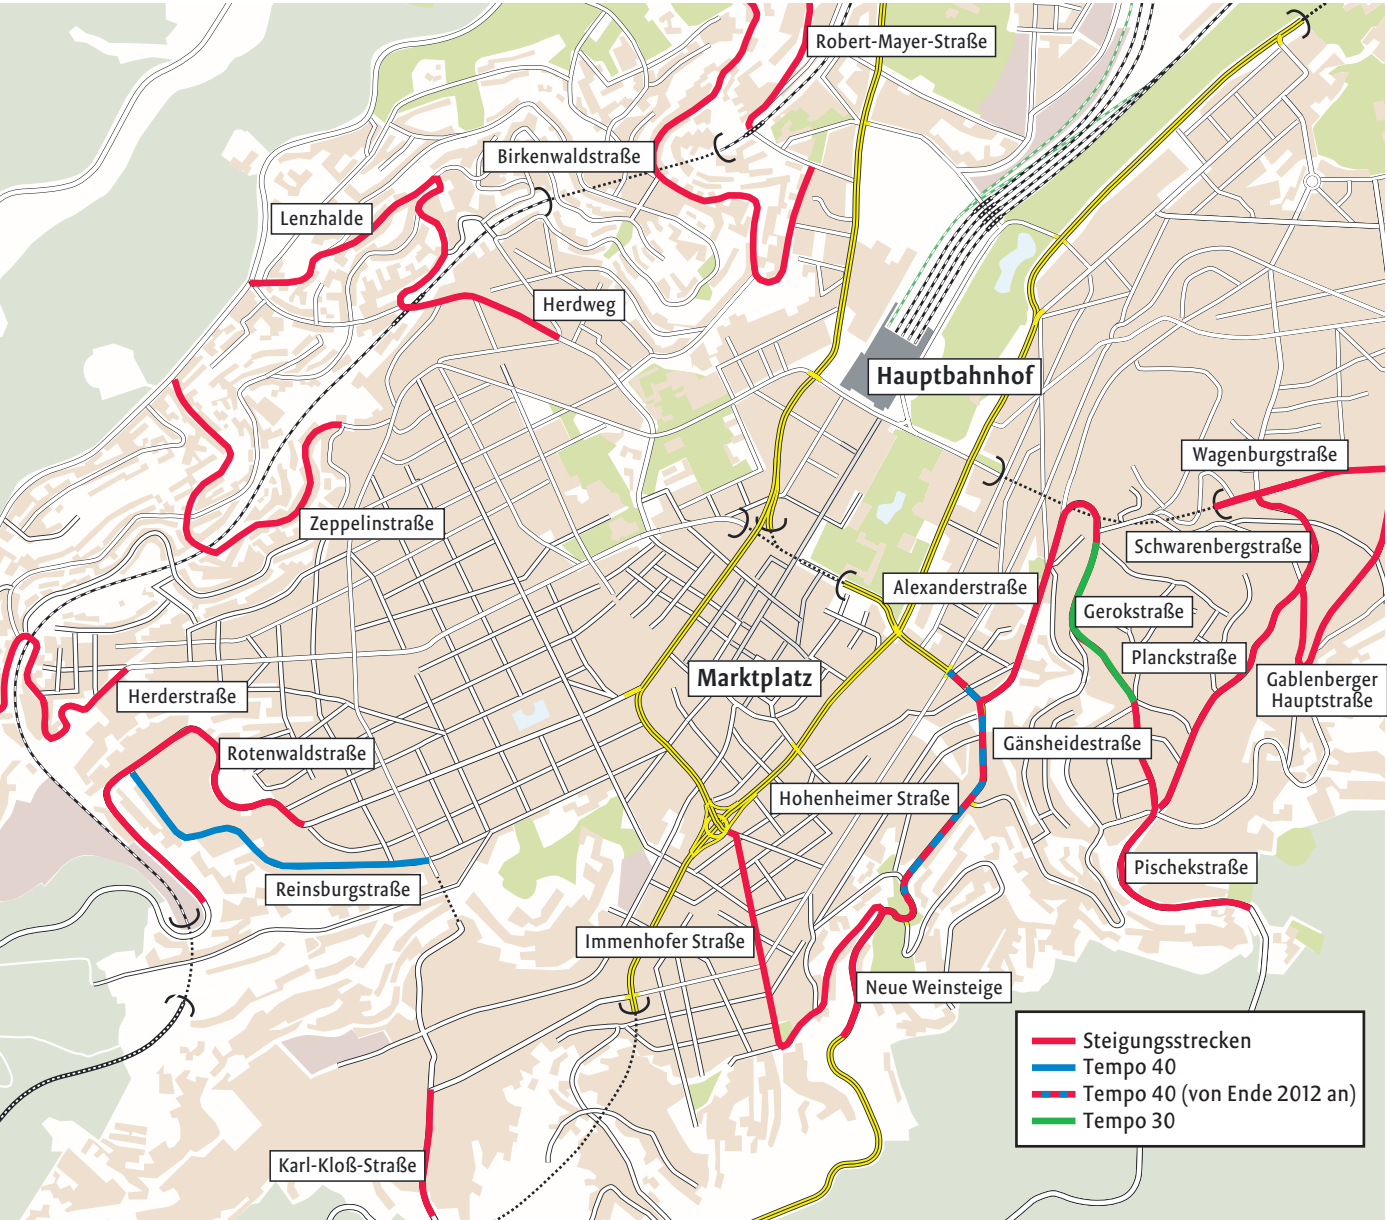 Robert-Mayer-Straße
Birkenwaldstraße
Lenzhalde
Herdweg
Hauptbahnhof
Wagenburgstraße
Zeppelinstraße
Schwarenbergstraße
Alexanderstraße
Gerokstraße
Planckstraße
Marktplatz
Gablenberger
Hauptstraße
Herderstraße
Gänsheidestraße
Rotenwaldstraße
Hohenheimer Straße
Pischekstraße
Reinsburgstraße
Immenhofer Straße
Neue Weinsteige
Steigungsstrecken
Tempo 40
Tempo 40 (von Ende 2012 an)
Tempo 30
Karl-Kloß-Straße